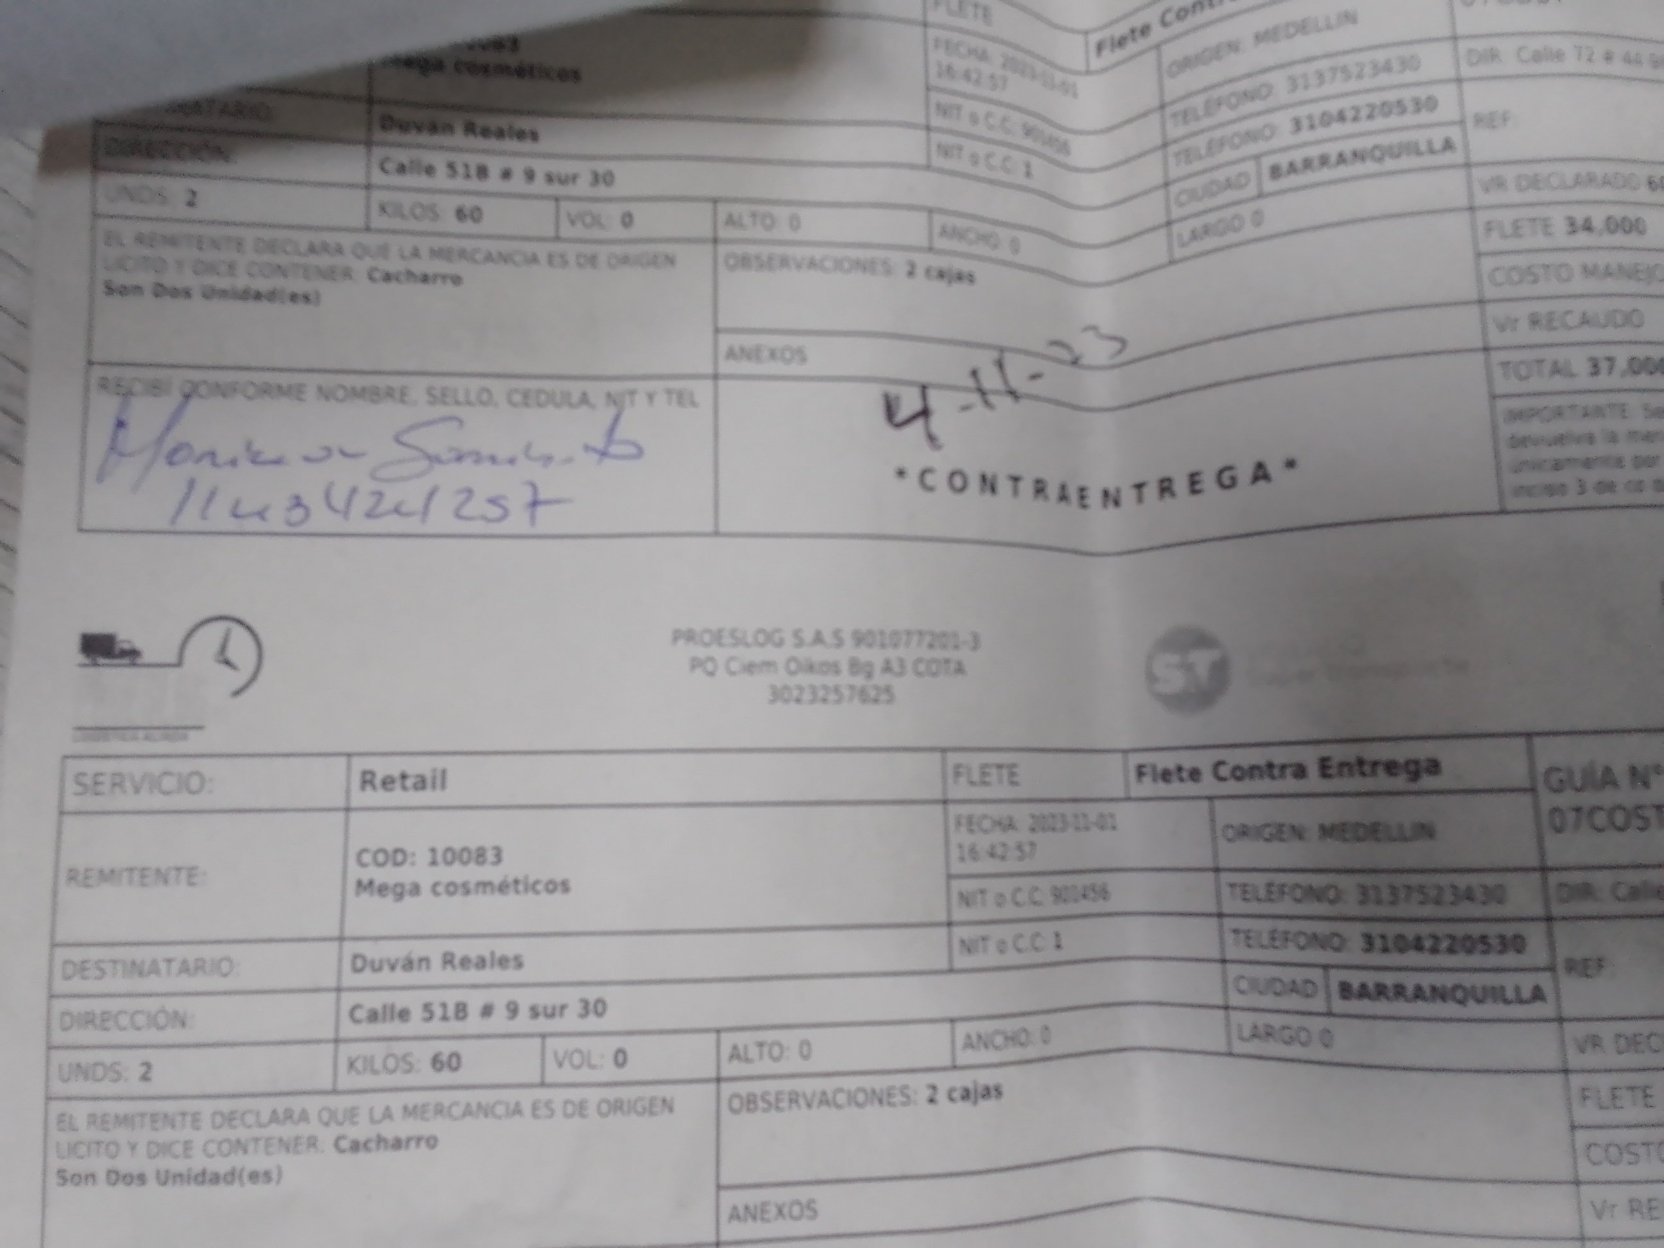 Mega cosméticos
FLETE
FECHA: 2023-11-01
16:42:57
ORIGEN: MEDELLIN
TELÉFONO: 3137523430
DIR: Calle 72 # 44
Duván Reales
NIT o C.C: 901456
TELÉFONO: 3104220530
REF:
DIRECCIÓN:
Calle 51B # 9 sur 30
NIT o C.C: 1
CIUDAD BARRANQUILLA
UNDS: 2
KILOS: 60
VOL: 0
ALTO: 0
ANCHO: 0
LARGO 0
VR DECLARADO
FLETE 34,000
EL REMITENTE DECLARA QUE LA MERCANCIA ES DE ORIGEN
LICITO Y DICE CONTENER. Cacharro
Son Dos Unidad(es)
OBSERVACIONES: 2 cajas
COSTO MANEJO
Vr RECAUDO
ANEXOS
TOTAL 37,000
4-11-23
RECIBÍ CONFORME NOMBRE, SELLO, CEDULA, NIT Y TEL
*CONTRAENTREGA*
IMPORTANTE:
PROESLOG S.A.S 901077201-3
PQ Ciem Oikos Bg A3 COTA
3023257625
ST
SERVICIO:
Retail
FLETE
Flete Contra Entrega
GUÍA N°
07COST
REMITENTE:
COD: 10083
Mega cosméticos
FECHA: 2023-11-01
16:42:57
ORIGEN: MEDELLIN
NIT o C.C: 901456
TELÉFONO: 3137523430
DIR: Calle
DESTINATARIO:
Duván Reales
NIT o C.C: 1
TELÉFONO: 3104220530
REF:
DIRECCIÓN:
Calle 51B # 9 sur 30
CIUDAD BARRANQUILLA
UNDS: 2
KILOS: 60
VOL: 0
ALTO: 0
ANCHO: 0
LARGO 0
VR DEC
EL REMITENTE DECLARA QUE LA MERCANCIA ES DE ORIGEN
LICITO Y DICE CONTENER. Cacharro
Son Dos Unidad(es)
OBSERVACIONES: 2 cajas
FLETE
COSTO
ANEXOS
Vr RE